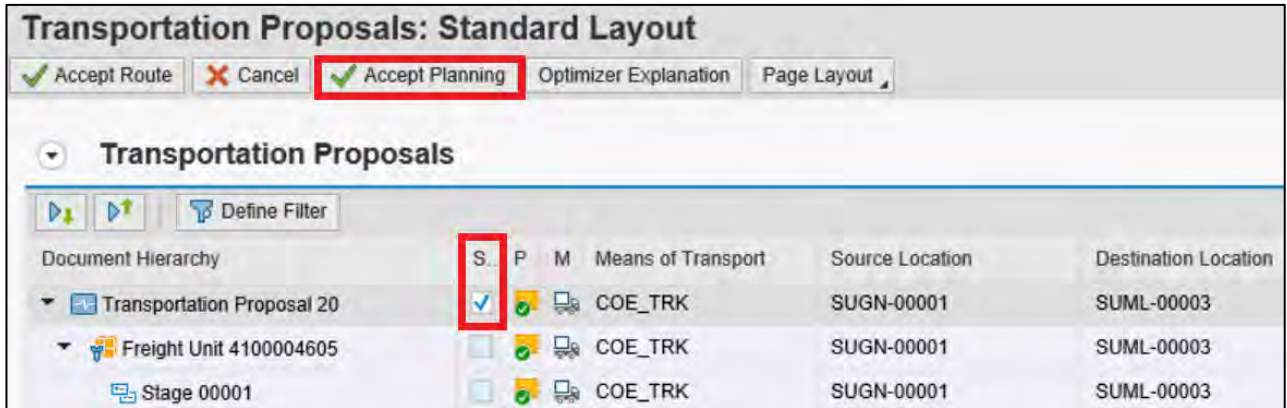 Transportation Proposals: Standard Layout
Accept Route Cancel Accept Planning Optimizer Explanation Page Layout
Transportation Proposals
Define Filter
Document Hierarchy S.. P M Means of Transport Source Location Destination Location
Transportation Proposal 20 COE_TRK SUGN-00001 SUML-00003
Freight Unit 4100004605 COE_TRK SUGN-00001 SUML-00003
Stage 00001 COE_TRK SUGN-00001 SUML-00003